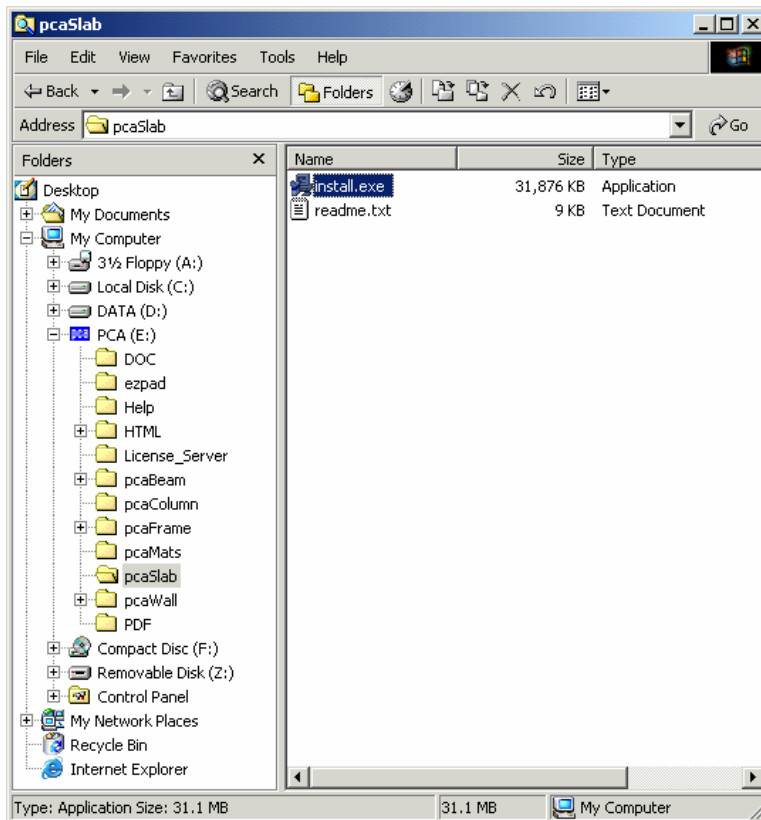 pcaSlab
File Edit View Favorites Tools Help
Back Search Folders
Address pcaSlab Go
Folders
Desktop
My Documents
My Computer
3½ Floppy (A:)
Local Disk (C:)
DATA (D:)
pca PCA (E:)
DOC
ezpad
Help
HTML
License_Server
pcaBeam
pcaColumn
pcaFrame
pcaMats
pcaSlab
pcaWall
PDF
Compact Disc (F:)
Removable Disk (Z:)
Control Panel
My Network Places
Recycle Bin
Internet Explorer
Name Size Type
install.exe 31,876 KB Application
readme.txt 9 KB Text Document
Type: Application Size: 31.1 MB 31.1 MB My Computer